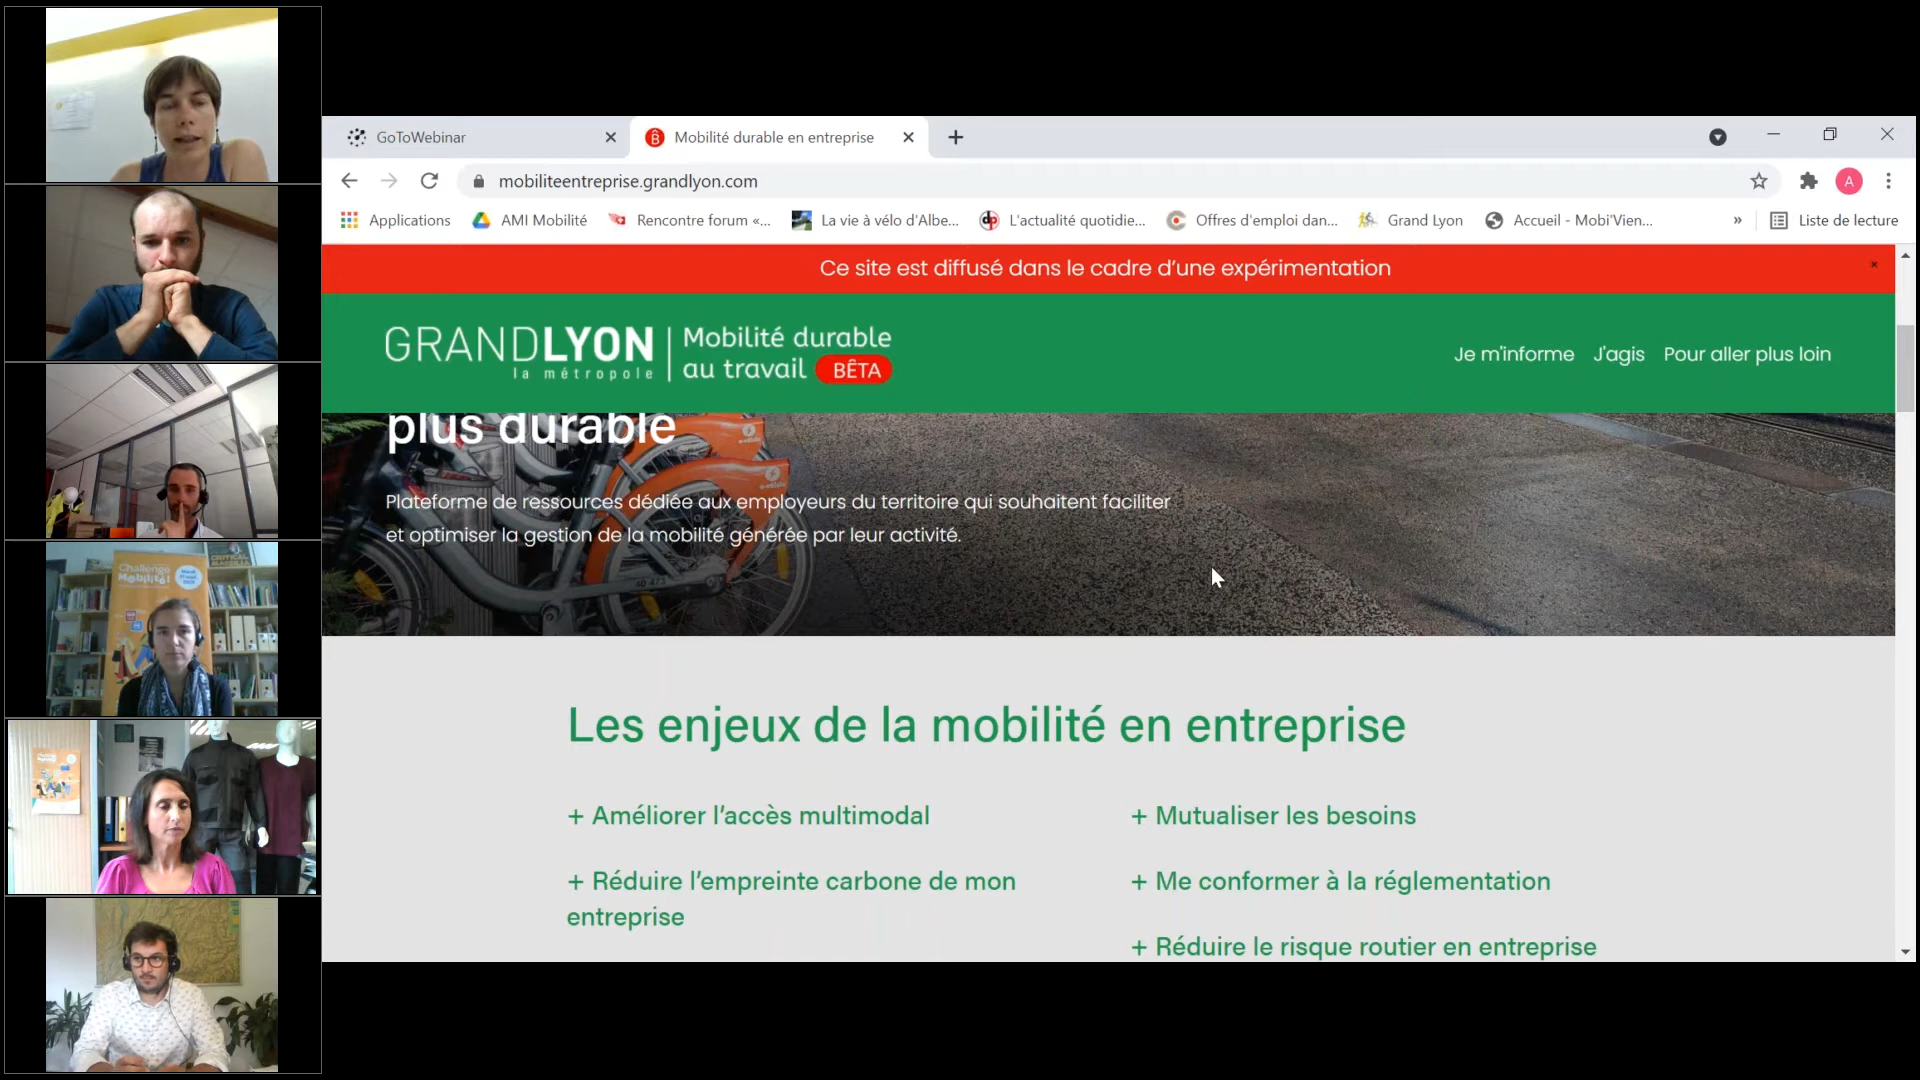 GoToWebinar
Mobilité durable en entreprise
mobiliteentreprise.grandlyon.com
A
Applications
AMI Mobilité
Rencontre forum «...
La vie à vélo d'Albe...
L'actualité quotidie...
Offres d'emploi dan...
Grand Lyon
Accueil - Mobi'Vien...
»
Liste de lecture
Ce site est diffusé dans le cadre d’une expérimentation
GRANDLYON
la métropole
Mobilité durable
au travail BÊTA
Je m'informe
J'agis
Pour aller plus loin
plus durable
Plateforme de ressources dédiée aux employeurs du territoire qui souhaitent faciliter
et optimiser la gestion de la mobilité générée par leur activité.
Les enjeux de la mobilité en entreprise
+ Améliorer l’accès multimodal
+ Réduire l’empreinte carbone de mon
entreprise
+ Mutualiser les besoins
+ Me conformer à la réglementation
+ Réduire le risque routier en entreprise
Challenge
Mobilité!